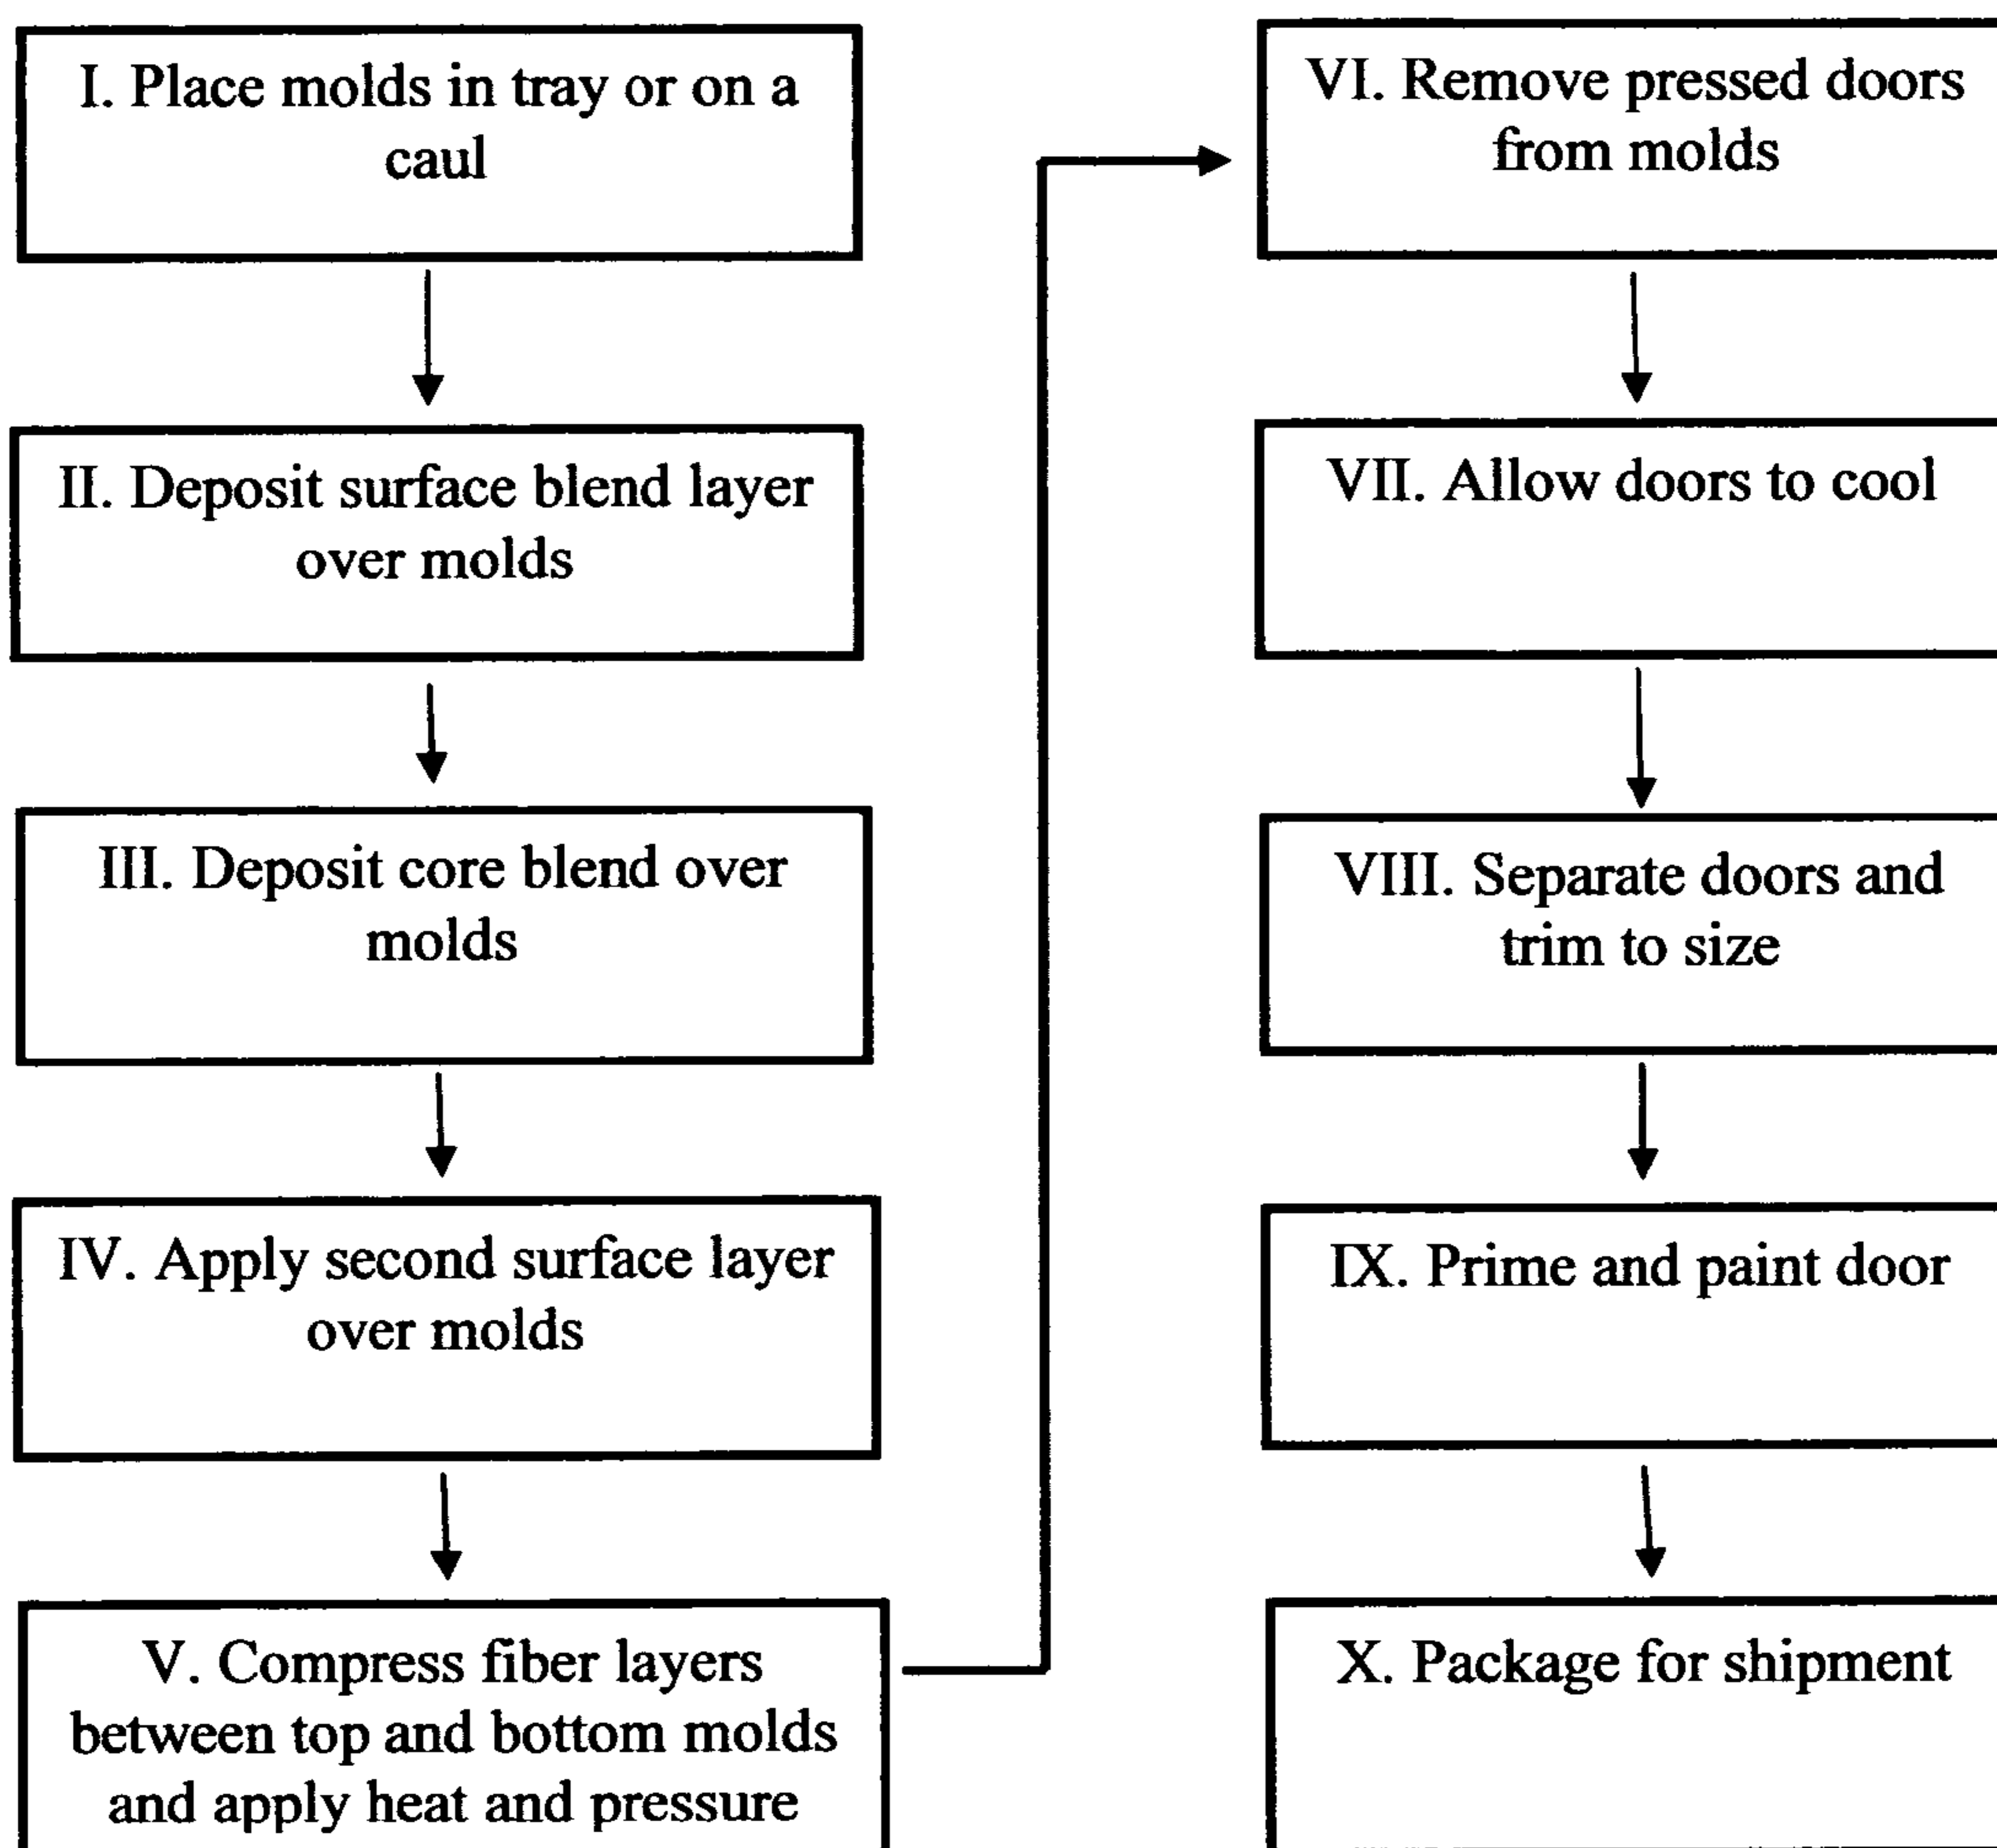 I. Place molds in tray or on a
caul
II. Deposit surface blend layer
over molds
III. Deposit core blend over
molds
IV. Apply second surface layer
over molds
V. Compress fiber layers
between top and bottom molds
and apply heat and pressure
VI. Remove pressed doors
from molds
VII. Allow doors to cool
VIII. Separate doors and
trim to size
IX. Prime and paint door
X. Package for shipment